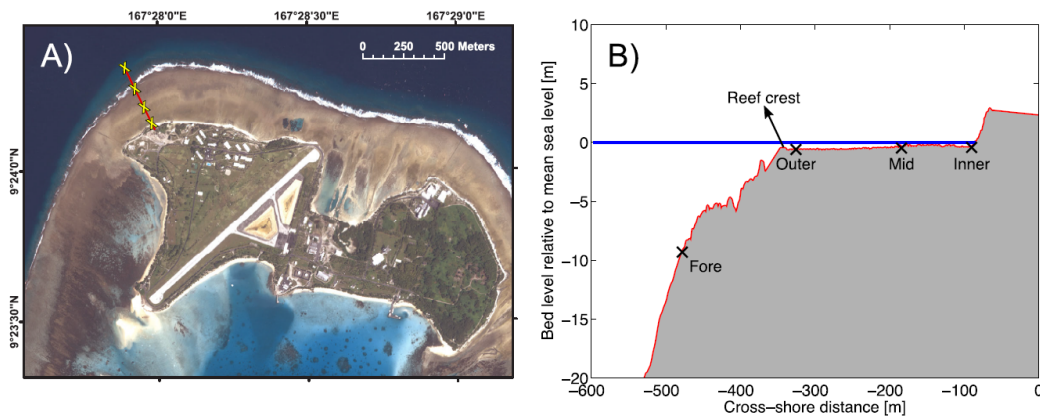 167°28'0"E 167°28'30"E 167°29'0"E
A)
0 250 500 Meters
9°24'0"N
9°23'30"N
B)
Bed level relative to mean sea level [m]
10
5
0
−5
−10
−15
−20
Reef crest
Outer Mid Inner
Fore
−600 −500 −400 −300 −200 −100 0
Cross−shore distance [m]